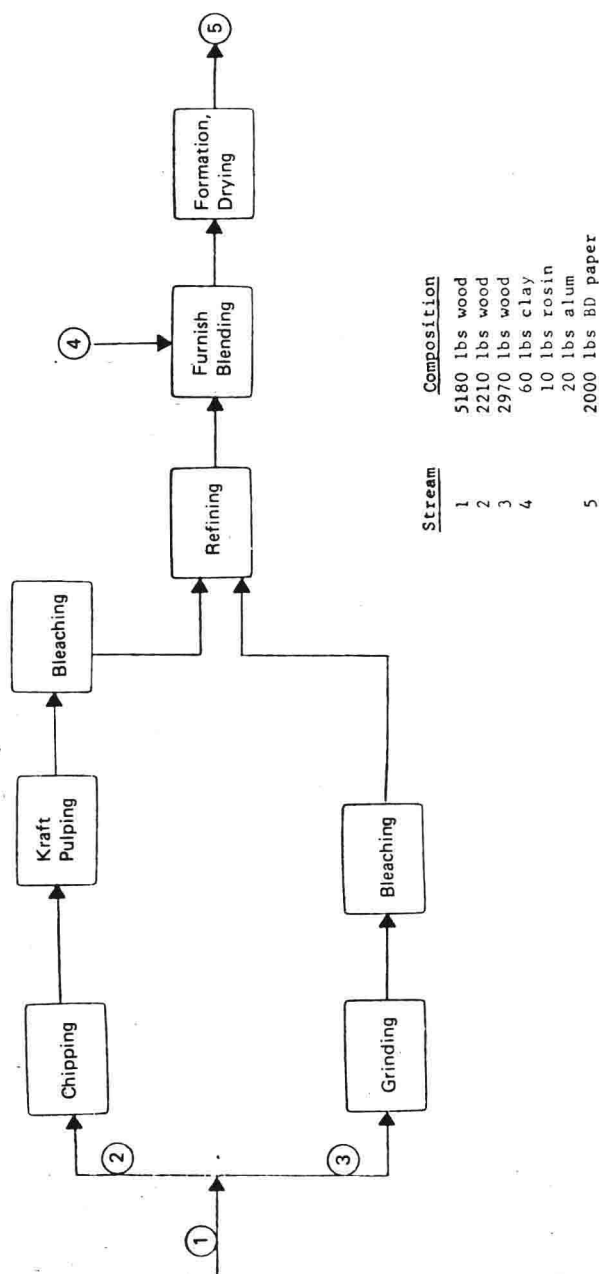 1
2
Chipping
Kraft
Pulping
Bleaching
3
Grinding
Bleaching
Refining
4
Furnish
Blending
Formation,
Drying
5
Stream Composition
1 5180 lbs wood
2 2210 lbs wood
3 2970 lbs wood
4 60 lbs clay
10 lbs rosin
20 lbs alum
5 2000 lbs BD paper